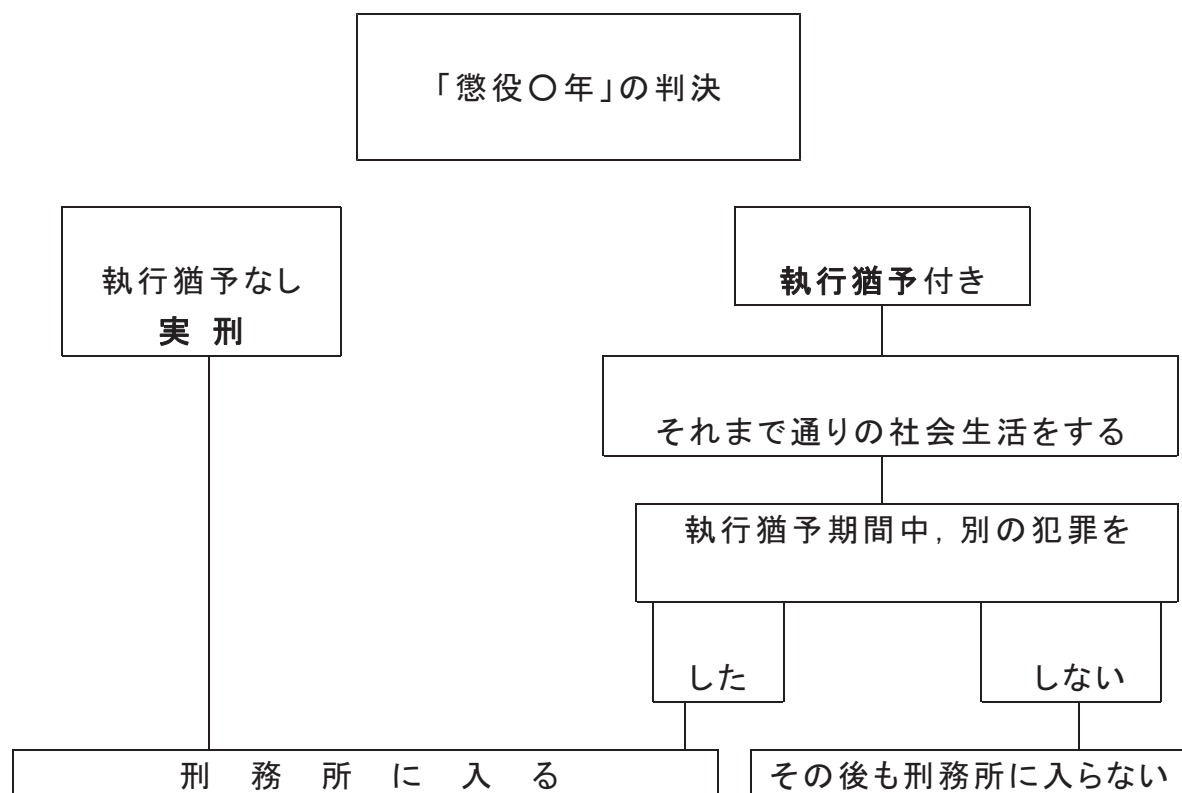 「懲役〇年」の判決
執行猶予なし
実刑
執行猶予付き
それまで通りの社会生活をする
執行猶予期間中,別の犯罪を
した
しない
刑務所に入る
その後も刑務所に入らない